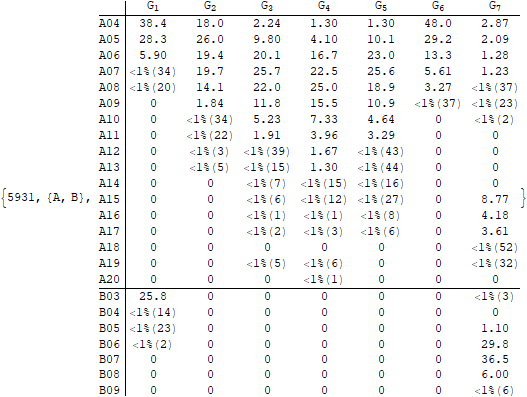 G1 G2 G3 G4 G5 G6 G7
A04 38.4 18.0 2.24 1.30 1.30 48.0 2.87
A05 28.3 26.0 9.80 4.10 10.1 29.2 2.09
A06 5.90 19.4 20.1 16.7 23.0 13.3 1.28
A07 <1%(34) 19.7 25.7 22.5 25.6 5.61 1.23
A08 <1%(20) 14.1 22.0 25.0 18.9 3.27 <1%(37)
A09 0 1.84 11.8 15.5 10.9 <1%(37) <1%(23)
A10 0 <1%(34) 5.23 7.33 4.64 0 <1%(2)
A11 0 <1%(22) 1.91 3.96 3.29 0 0
A12 0 <1%(3) <1%(39) 1.67 <1%(43) 0 0
A13 0 <1%(5) <1%(15) 1.30 <1%(44) 0 0
A14 0 0 <1%(7) <1%(15) <1%(16) 0 0
{5931, {A, B}, A15 0 0 <1%(6) <1%(12) <1%(27) 0 8.77 }
A16 0 0 <1%(1) <1%(1) <1%(8) 0 4.18
A17 0 0 <1%(2) <1%(3) <1%(6) 0 3.61
A18 0 0 0 0 0 0 <1%(52)
A19 0 0 <1%(5) <1%(6) 0 0 <1%(32)
A20 0 0 0 <1%(1) 0 0 0
B03 25.8 0 0 0 0 0 <1%(3)
B04 <1%(14) 0 0 0 0 0 0
B05 <1%(23) 0 0 0 0 0 1.10
B06 <1%(2) 0 0 0 0 0 29.8
B07 0 0 0 0 0 0 36.5
B08 0 0 0 0 0 0 6.00
B09 0 0 0 0 0 0 <1%(6)